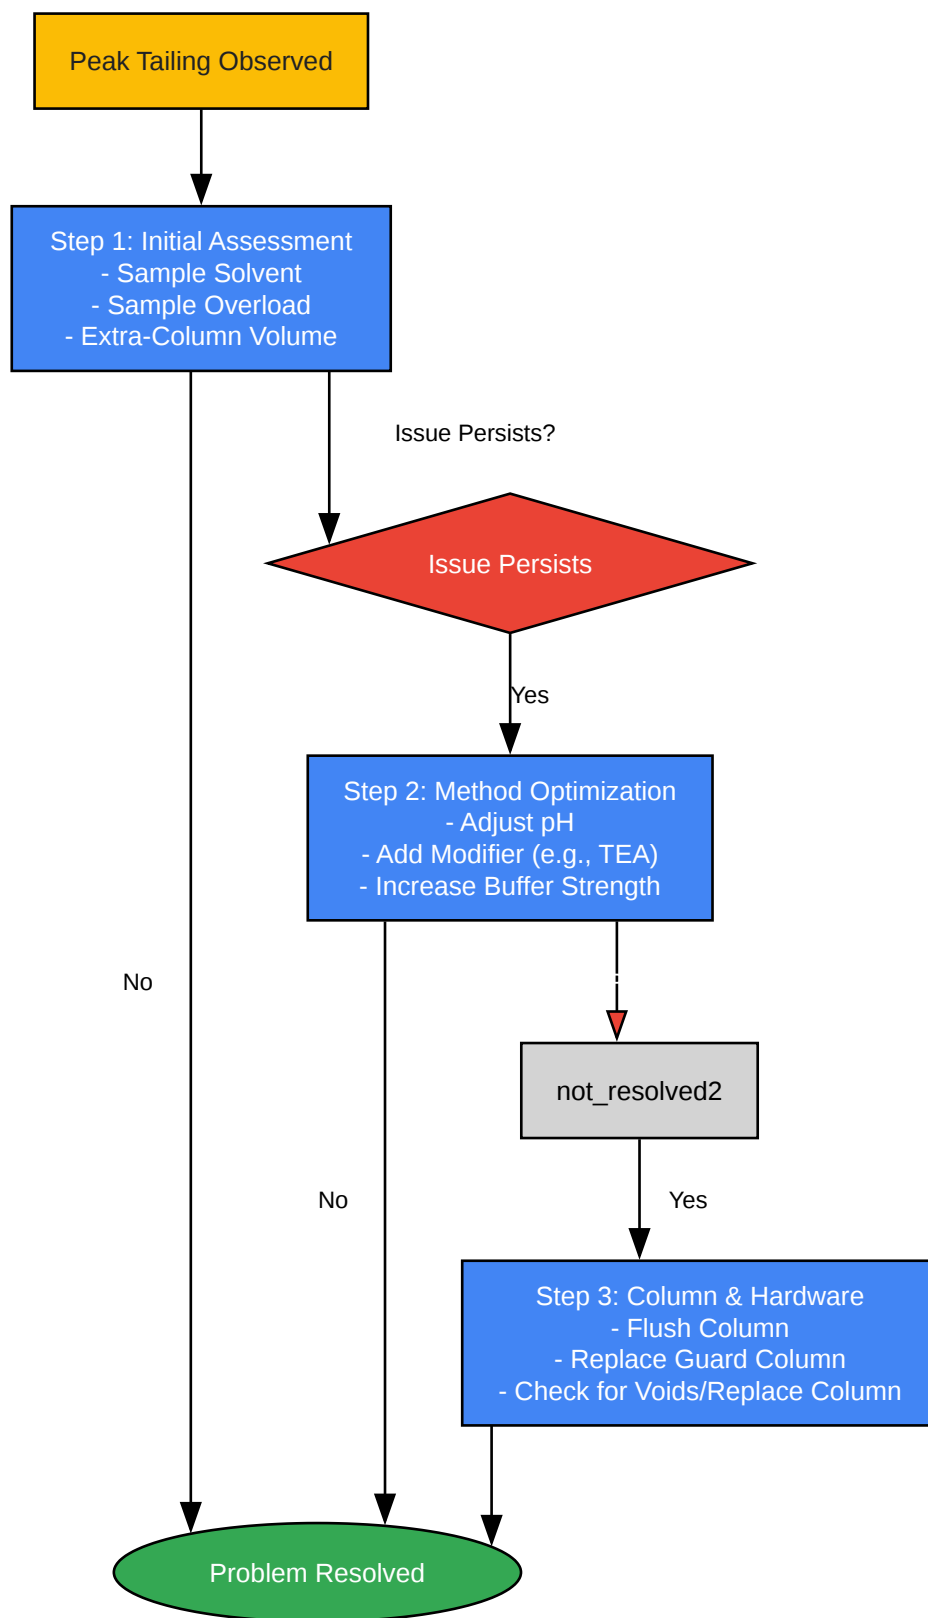 Peak Tailing Observed
Step 1: Initial Assessment
- Sample Solvent
- Sample Overload
- Extra-Column Volume
Issue Persists?
Issue Persists
Yes
Step 2: Method Optimization
- Adjust pH
- Add Modifier (e.g., TEA)
- Increase Buffer Strength
No
not_resolved2
No
Yes
Step 3: Column & Hardware
- Flush Column
- Replace Guard Column
- Check for Voids/Replace Column
Problem Resolved